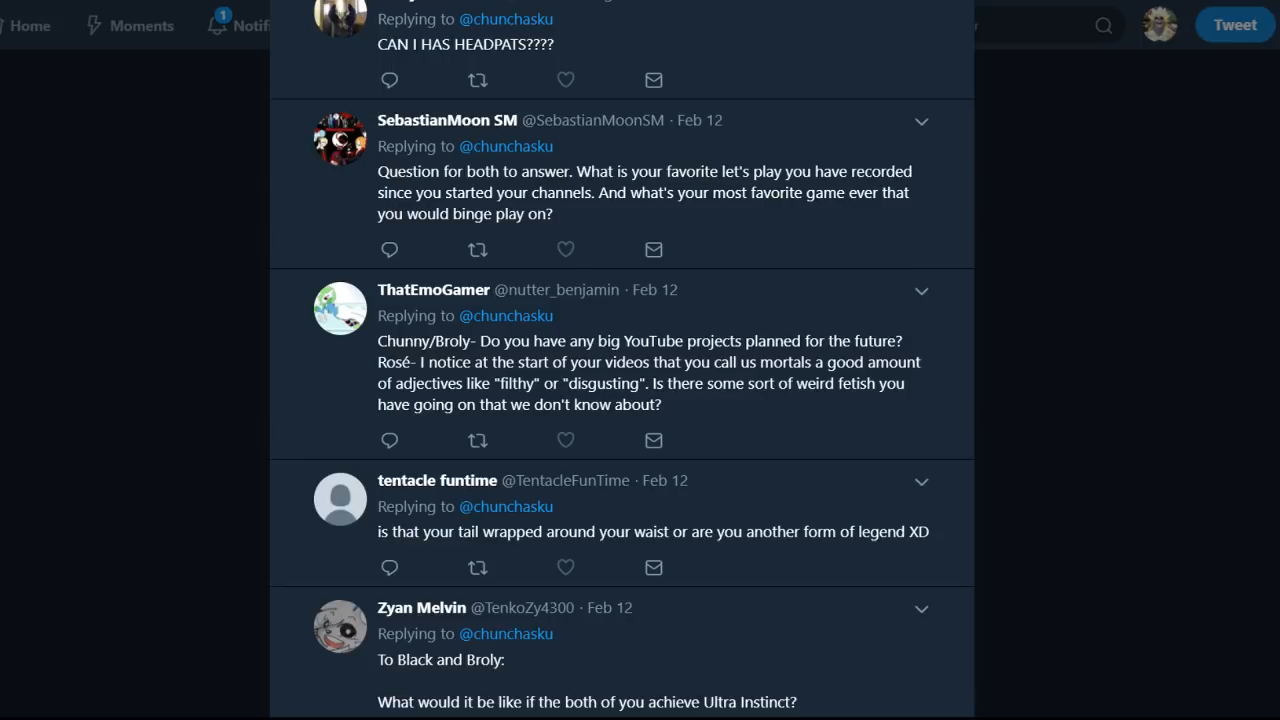 Home
Moments
1
Notifi
Tweet
Replying to @chunchasku
CAN I HAS HEADPATS????
SebastianMoon SM @SebastianMoonSM · Feb 12
Replying to @chunchasku
Question for both to answer. What is your favorite let's play you have recorded
since you started your channels. And what's your most favorite game ever that
you would binge play on?
ThatEmoGamer @nutter_benjamin · Feb 12
Replying to @chunchasku
Chunny/Broly- Do you have any big YouTube projects planned for the future?
Rosé- I notice at the start of your videos that you call us mortals a good amount
of adjectives like "filthy" or "disgusting". Is there some sort of weird fetish you
have going on that we don't know about?
tentacle funtime @TentacleFunTime · Feb 12
Replying to @chunchasku
is that your tail wrapped around your waist or are you another form of legend XD
Zyan Melvin @TenkoZy4300 · Feb 12
Replying to @chunchasku
To Black and Broly:
What would it be like if the both of you achieve Ultra Instinct?